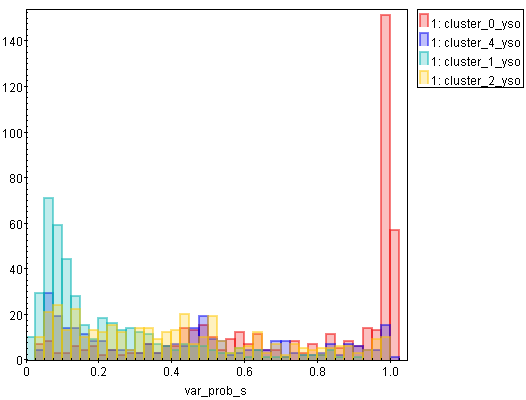 1: cluster_0_yso
1: cluster_4_yso
1: cluster_1_yso
1: cluster_2_yso
140
120
100
80
60
40
20
0
0 0.2 0.4 0.6 0.8 1.0
var_prob_s